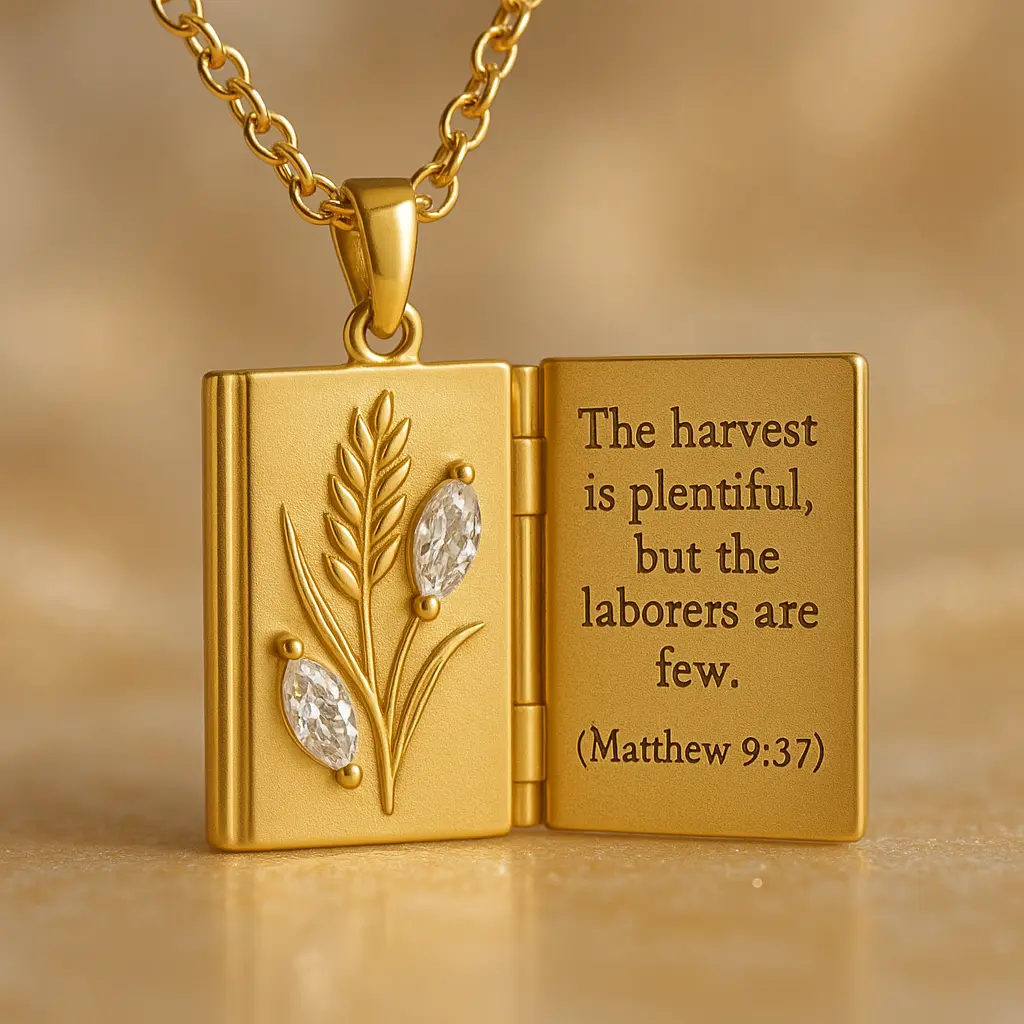 The harvest
is plentiful,
but the
laborers are
few.
(Matthew 9:37)